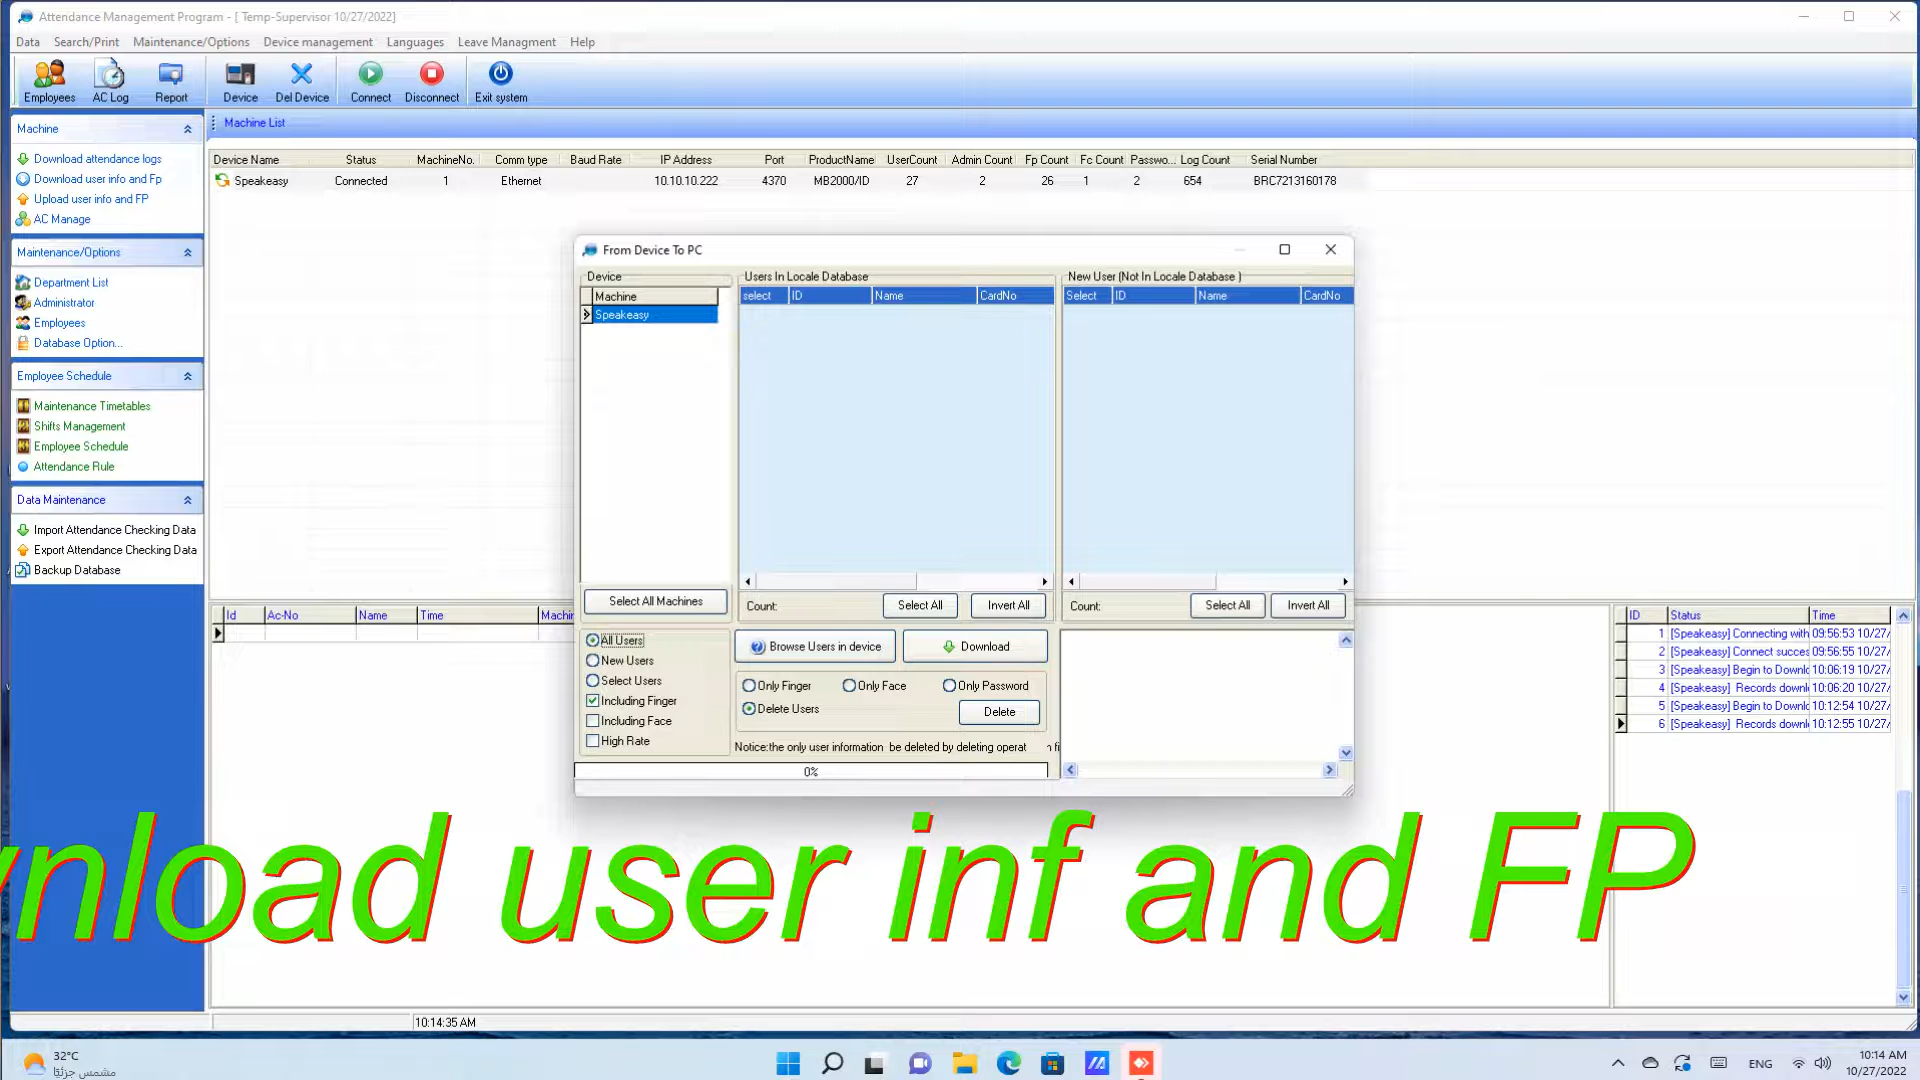 Attendance Management Program - [ Temp-Supervisor 10/27/2022]
Data Search/Print Maintenance/Options Device management Languages Leave Managment Help
Employees AC Log Report Device Del Device Connect Disconnect Exit system
Machine
Download attendance logs
Download user info and Fp
Upload user info and FP
AC Manage
Maintenance/Options
Department List
Administrator
Employees
Database Option...
Employee Schedule
Maintenance Timetables
Shifts Management
Employee Schedule
Attendance Rule
Data Maintenance
Import Attendance Checking Data
Export Attendance Checking Data
Backup Database
Machine List
Device Name Status MachineNo. Comm type Baud Rate IP Address Port ProductName UserCount Admin Count Fp Count Fc Count Passwo... Log Count Serial Number
Speakeasy Connected 1 Ethernet 10.10.10.222 4370 MB2000/ID 27 2 26 1 2 654 BRC7213160178
From Device To PC
Device
Machine
Speakeasy
Select All Machines
Users In Locale Database
select ID Name CardNo
Count: Select All Invert All
New User (Not In Locale Database )
Select ID Name CardNo
Count: Select All Invert All
All Users
New Users
Select Users
Including Finger
Including Face
High Rate
Browse Users in device Download
Only Finger Only Face Only Password
Delete Users Delete
Notice:the only user information be deleted by deleting operat
0%
Id Ac-No Name Time Machin
ID Status Time
1 [Speakeasy] Connecting with 09:56:53 10/27/
2 [Speakeasy] Connect succes 09:56:55 10/27/
3 [Speakeasy] Begin to Downlc 10:06:19 10/27/
4 [Speakeasy] Records downl 10:06:20 10/27/
5 [Speakeasy] Begin to Downlc 10:12:54 10/27/
6 [Speakeasy] Records downl 10:12:55 10/27/
wnload user inf and FP
10:14:35 AM
32°C
مشمس جزئيًا
ENG
10:14 AM
10/27/2022